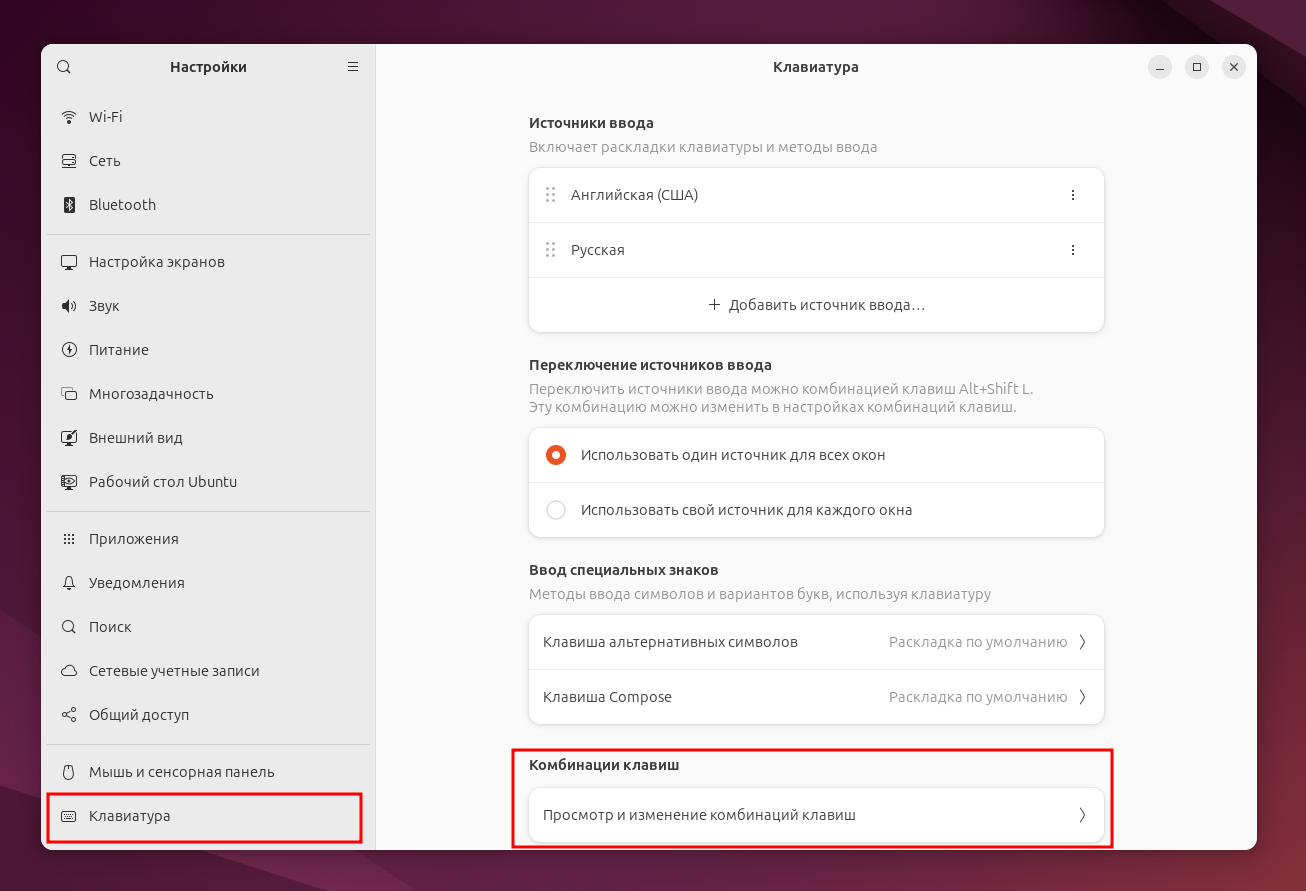 Настройки
Wi-Fi
Сеть
Bluetooth
Настройка экранов
Звук
Питание
Многозадачность
Внешний вид
Рабочий стол Ubuntu
Приложения
Уведомления
Поиск
Сетевые учетные записи
Общий доступ
Мышь и сенсорная панель
Клавиатура
Клавиатура
Источники ввода
Включает раскладки клавиатуры и методы ввода
Английская (США)
Русская
+ Добавить источник ввода…
Переключение источников ввода
Переключить источники ввода можно комбинацией клавиш Alt+Shift L.
Эту комбинацию можно изменить в настройках комбинаций клавиш.
Использовать один источник для всех окон
Использовать свой источник для каждого окна
Ввод специальных знаков
Методы ввода символов и вариантов букв, используя клавиатуру
Клавиша альтернативных символов Раскладка по умолчанию
Клавиша Compose Раскладка по умолчанию
Комбинации клавиш
Просмотр и изменение комбинаций клавиш